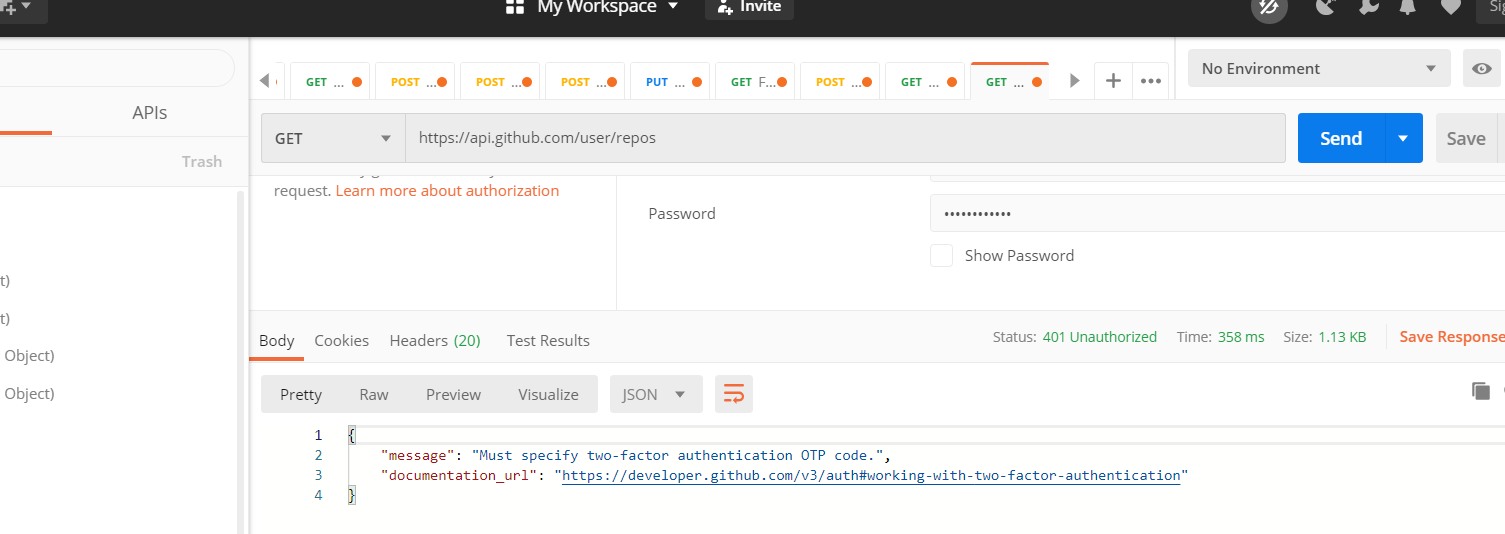 My Workspace
Invite
GET ...
POST ...
POST ...
POST ...
PUT ...
GET F...
POST ...
GET ...
GET ...
No Environment
APIs
Trash
GET
https://api.github.com/user/repos
Send
Save
request. Learn more about authorization
Password
••••••••••••
Show Password
t)
t)
Object)
Object)
Body
Cookies
Headers (20)
Test Results
Status: 401 Unauthorized
Time: 358 ms
Size: 1.13 KB
Save Response
Pretty
Raw
Preview
Visualize
JSON
1 {
2 "message": "Must specify two-factor authentication OTP code.",
3 "documentation_url": "https://developer.github.com/v3/auth#working-with-two-factor-authentication"
4 }